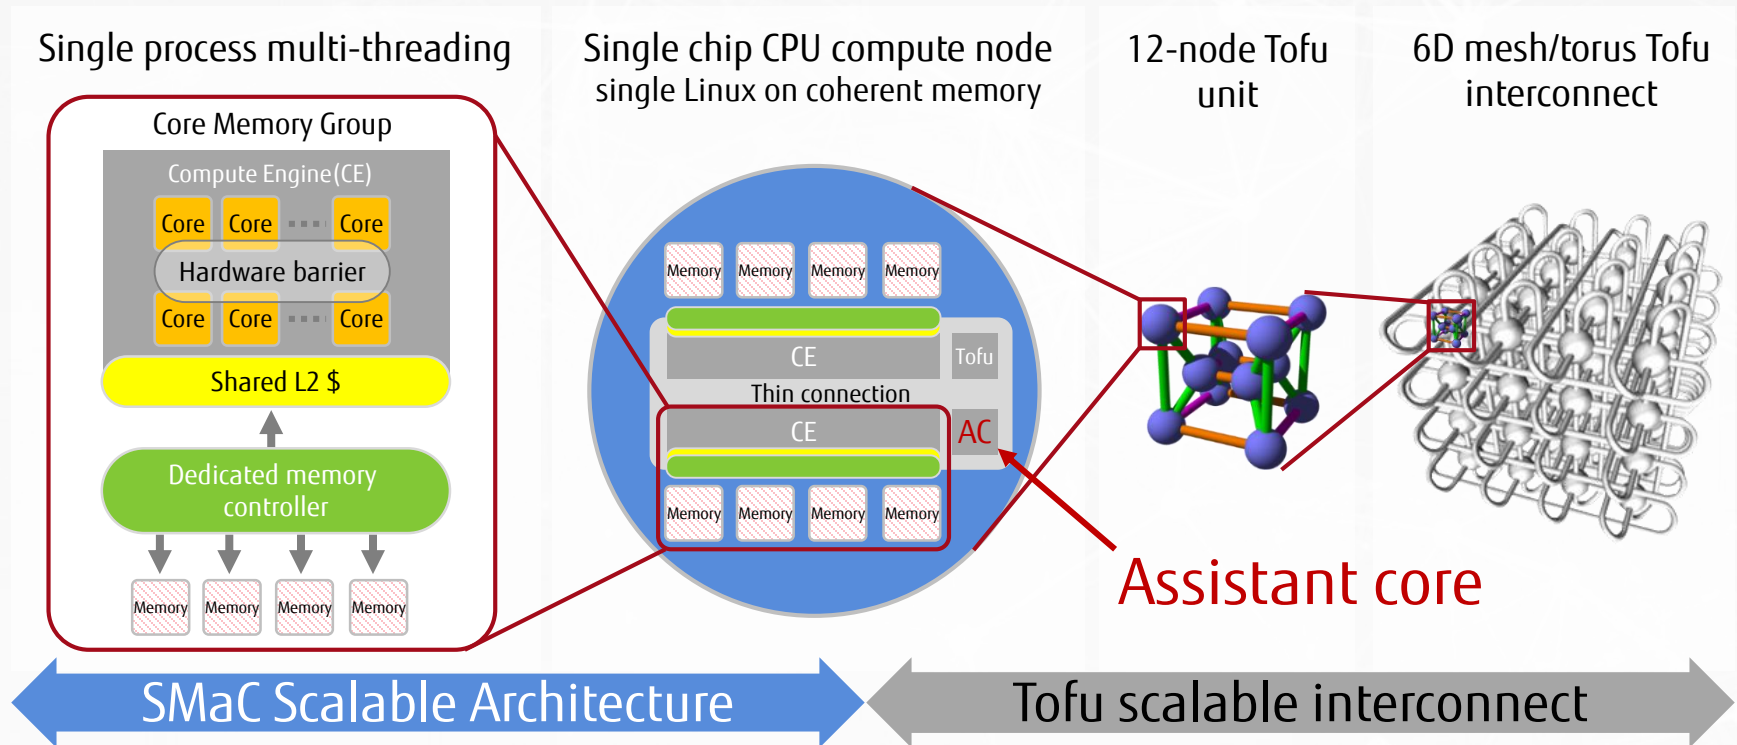 Single process multi-threading
Core Memory Group
Compute Engine(CE)
Core Core Core
Hardware barrier
Core Core Core
Shared L2 $
Dedicated memory
controller
Memory Memory Memory Memory
Single chip CPU compute node
single Linux on coherent memory
Memory Memory Memory Memory
CE Tofu
Thin connection
CE AC
Memory Memory Memory Memory
12-node Tofu
unit
6D mesh/torus Tofu
interconnect
Assistant core
SMaC Scalable Architecture
Tofu scalable interconnect